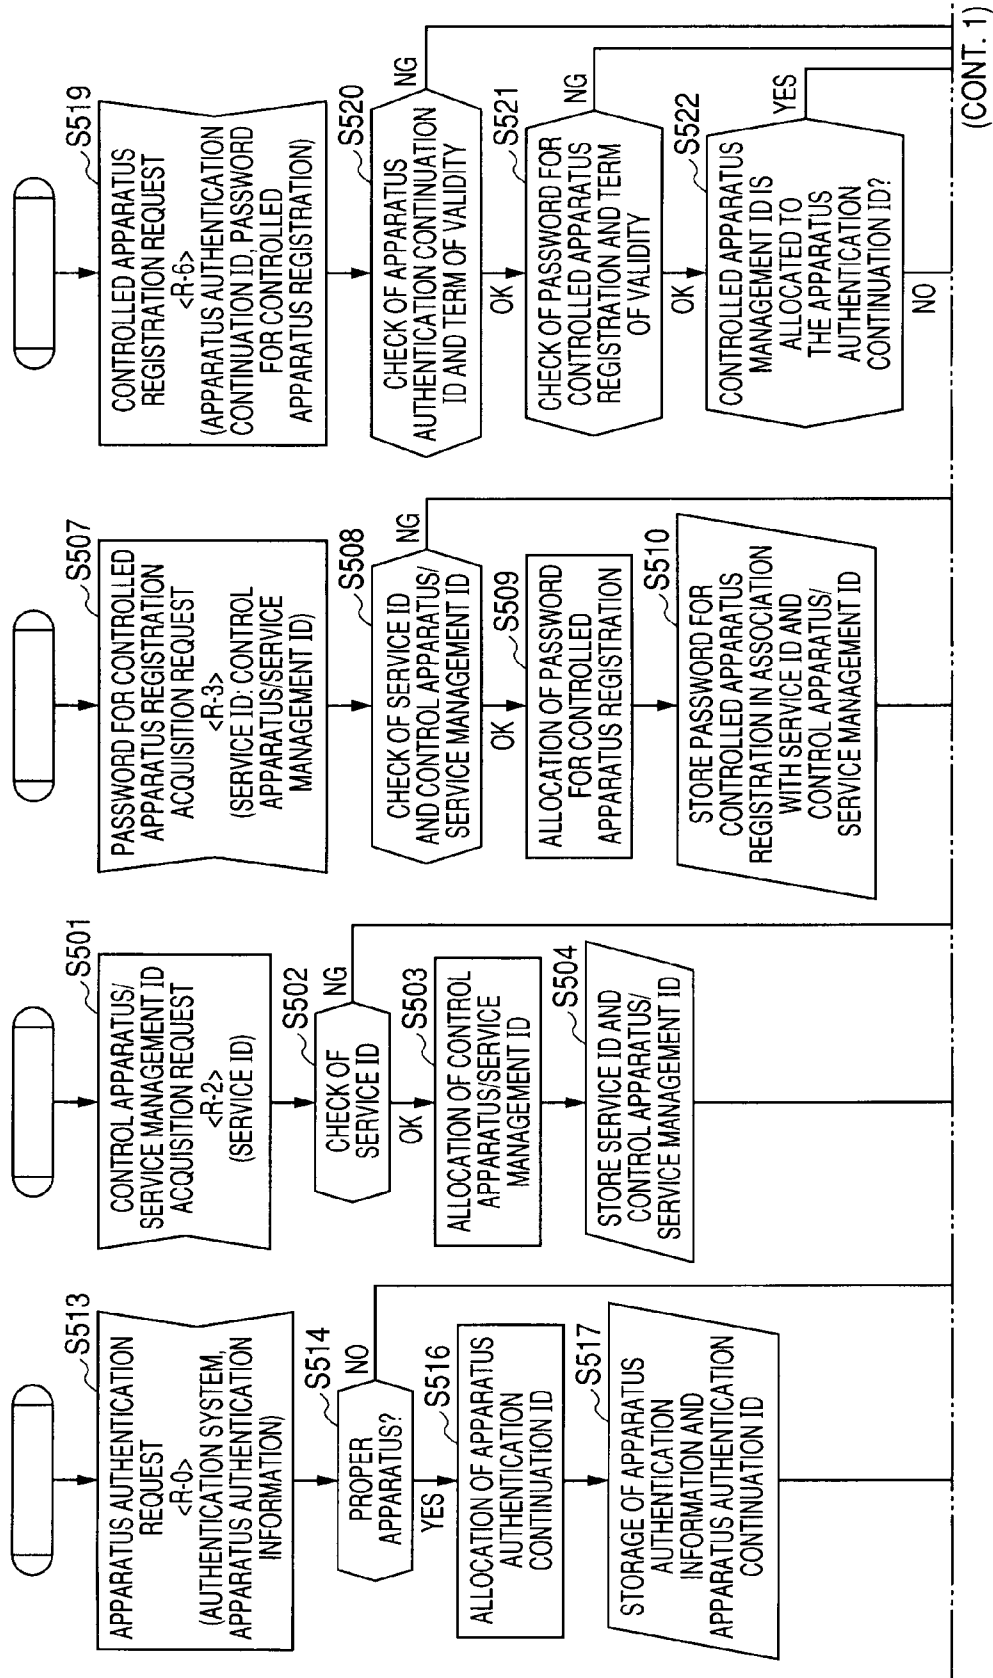 S513
APPARATUS AUTHENTICATION
REQUEST
<R-0>
(AUTHENTICATION SYSTEM,
APPARATUS AUTHENTICATION
INFORMATION)
S514
PROPER
APPARATUS?
NO
YES
S516
ALLOCATION OF APPARATUS
AUTHENTICATION
CONTINUATION ID
S517
STORAGE OF APPARATUS
AUTHENTICATION
INFORMATION AND
APPARATUS AUTHENTICATION
CONTINUATION ID
S501
CONTROL APPARATUS/
SERVICE MANAGEMENT ID
ACQUISITION REQUEST
<R-2>
(SERVICE ID)
S502
CHECK OF
SERVICE ID
NG
OK
S503
ALLOCATION OF CONTROL
APPARATUS/SERVICE
MANAGEMENT ID
S504
STORE SERVICE ID AND
CONTROL APPARATUS/
SERVICE MANAGEMENT ID
S507
PASSWORD FOR CONTROLLED
APPARATUS REGISTRATION
ACQUISITION REQUEST
<R-3>
(SERVICE ID: CONTROL
APPARATUS/SERVICE
MANAGEMENT ID)
S508
CHECK OF SERVICE ID
AND CONTROL APPARATUS/
SERVICE MANAGEMENT ID
NG
OK
S509
ALLOCATION OF PASSWORD
FOR CONTROLLED
APPARATUS REGISTRATION
S510
STORE PASSWORD FOR
CONTROLLED APPARATUS
REGISTRATION IN ASSOCIATION
WITH SERVICE ID AND
CONTROL APPARATUS/
SERVICE MANAGEMENT ID
S519
CONTROLLED APPARATUS
REGISTRATION REQUEST
<R-6>
(APPARATUS AUTHENTICATION
CONTINUATION ID, PASSWORD
FOR CONTROLLED
APPARATUS REGISTRATION)
S520
CHECK OF APPARATUS
AUTHENTICATION CONTINUATION
ID AND TERM OF VALIDITY
NG
OK
S521
CHECK OF PASSWORD FOR
CONTROLLED APPARATUS
REGISTRATION AND TERM
OF VALIDITY
NG
OK
S522
CONTROLLED APPARATUS
MANAGEMENT ID IS
ALLOCATED TO
THE APPARATUS
AUTHENTICATION
CONTINUATION ID?
YES
NO
(CONT. 1)